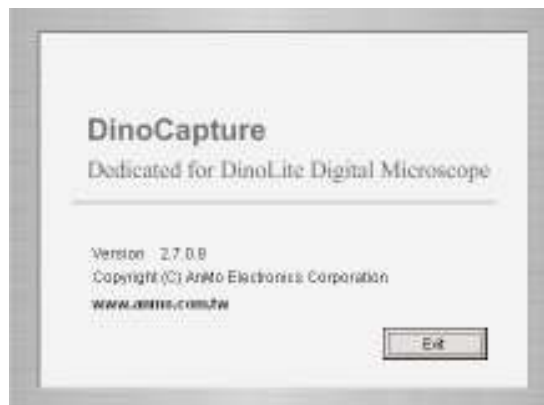 DinoCapture
Dedicated for DinoLite Digital Microscope
Version 2.7.0.8
Copyright (C) AnMo Electronics Corporation
www.anmo.com.tw
Exit